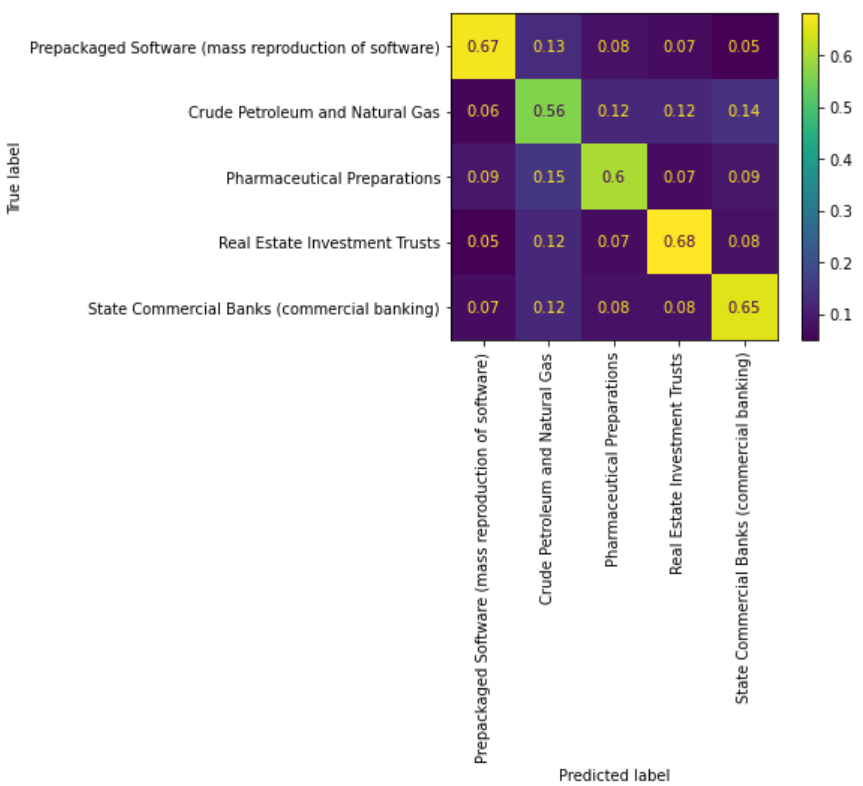 Prepackaged Software (mass reproduction of software) 0.67 0.13 0.08 0.07 0.05
Crude Petroleum and Natural Gas 0.06 0.56 0.12 0.12 0.14
Pharmaceutical Preparations 0.09 0.15 0.6 0.07 0.09
Real Estate Investment Trusts 0.05 0.12 0.07 0.68 0.08
State Commercial Banks (commercial banking) 0.07 0.12 0.08 0.08 0.65
True label
0.6
0.5
0.4
0.3
0.2
0.1
Prepackaged Software (mass reproduction of software)
Crude Petroleum and Natural Gas
Pharmaceutical Preparations
Real Estate Investment Trusts
State Commercial Banks (commercial banking)
Predicted label